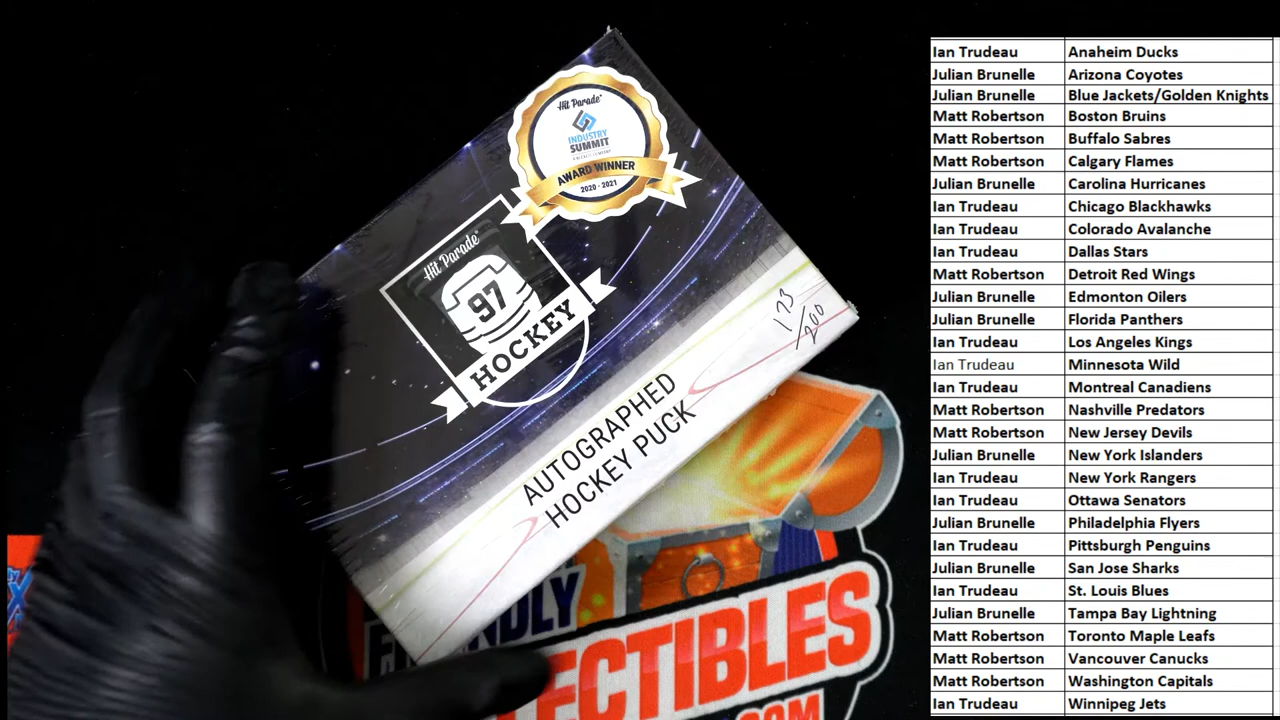 Hit Parade®
INDUSTRY
SUMMIT
AWARD WINNER
2020 - 2021
Hit Parade®
97
HOCKEY
173/200
AUTOGRAPHED
HOCKEY PUCK
NDLY
ECTIBLES
.COM
Ian Trudeau Anaheim Ducks
Julian Brunelle Arizona Coyotes
Julian Brunelle Blue Jackets/Golden Knights
Matt Robertson Boston Bruins
Matt Robertson Buffalo Sabres
Matt Robertson Calgary Flames
Julian Brunelle Carolina Hurricanes
Ian Trudeau Chicago Blackhawks
Ian Trudeau Colorado Avalanche
Ian Trudeau Dallas Stars
Matt Robertson Detroit Red Wings
Julian Brunelle Edmonton Oilers
Julian Brunelle Florida Panthers
Ian Trudeau Los Angeles Kings
Ian Trudeau Minnesota Wild
Ian Trudeau Montreal Canadiens
Matt Robertson Nashville Predators
Matt Robertson New Jersey Devils
Julian Brunelle New York Islanders
Ian Trudeau New York Rangers
Ian Trudeau Ottawa Senators
Julian Brunelle Philadelphia Flyers
Ian Trudeau Pittsburgh Penguins
Julian Brunelle San Jose Sharks
Ian Trudeau St. Louis Blues
Julian Brunelle Tampa Bay Lightning
Matt Robertson Toronto Maple Leafs
Matt Robertson Vancouver Canucks
Matt Robertson Washington Capitals
Ian Trudeau Winnipeg Jets